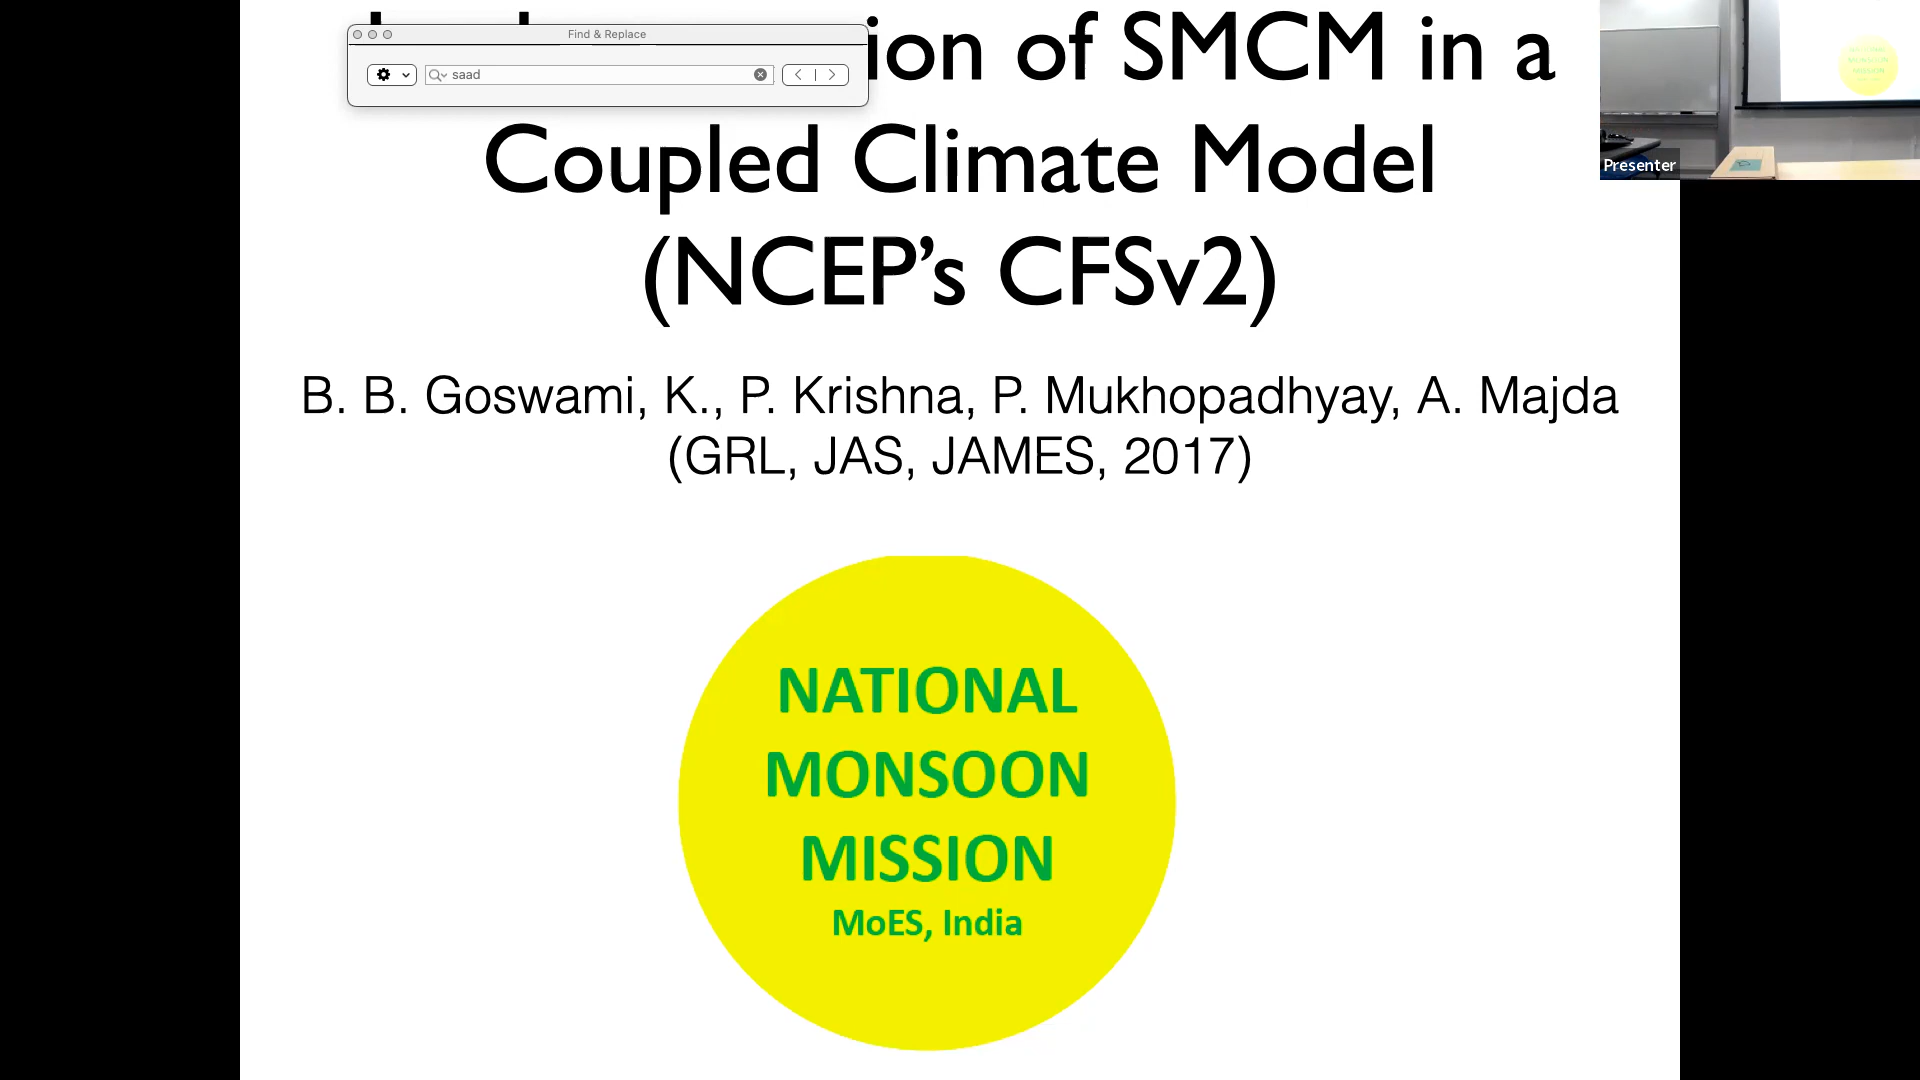 Find & Replace
saad
ion of SMCM in a
Coupled Climate Model
(NCEP's CFSv2)
B. B. Goswami, K., P. Krishna, P. Mukhopadhyay, A. Majda
(GRL, JAS, JAMES, 2017)
NATIONAL
MONSOON
MISSION
MoES, India
Presenter